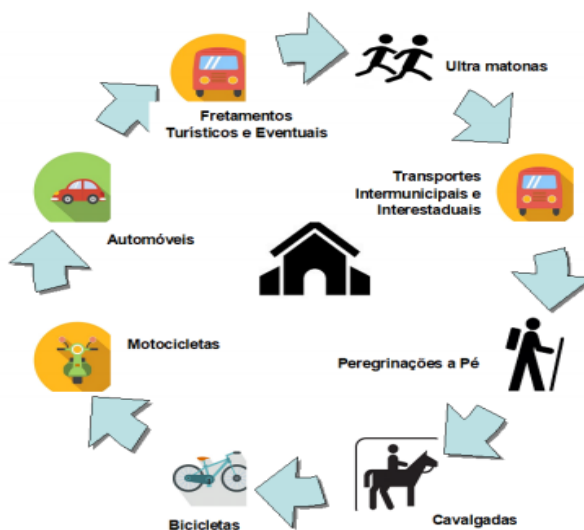 Ultra matonas
Fretamentos
Turísticos e Eventuais
Transportes
Intermunicipais e
Interestaduais
Automóveis
Motocicletas
Peregrinações a Pé
Bicicletas
Cavalgadas